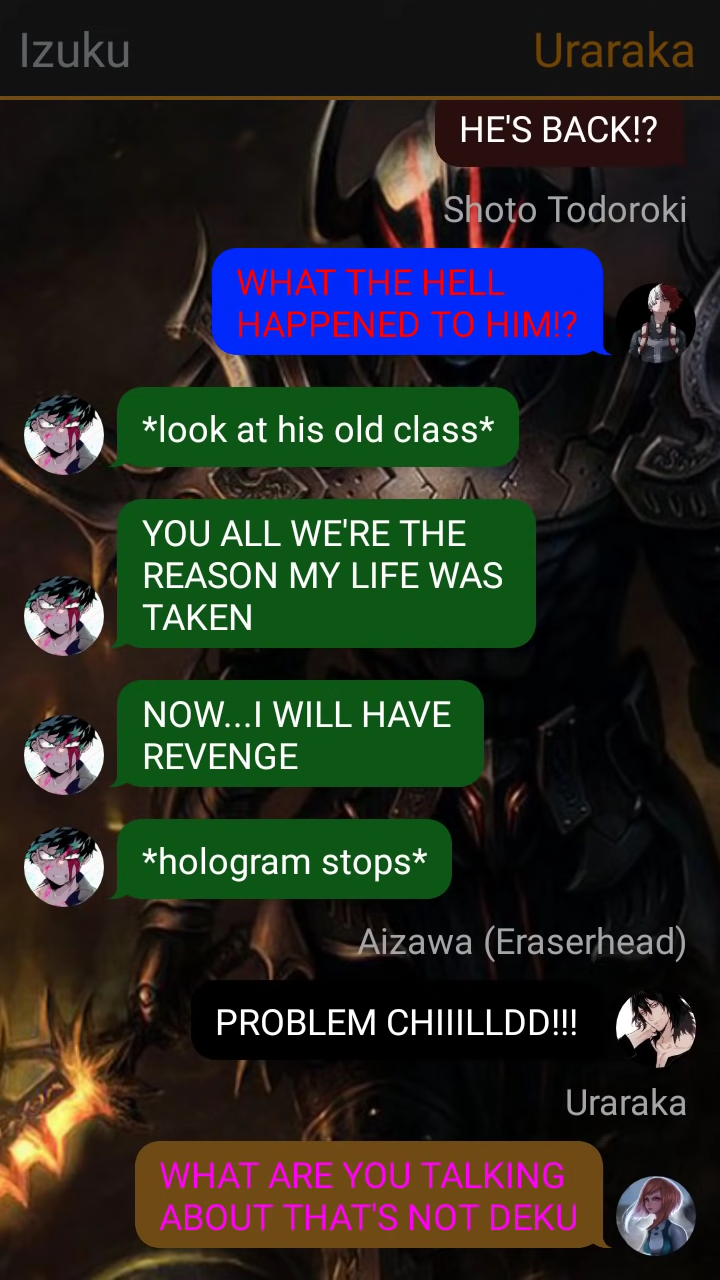 Izuku
Uraraka
HE'S BACK!?
Shoto Todoroki
WHAT THE HELL
HAPPENED TO HIM!?
*look at his old class*
YOU ALL WE'RE THE
REASON MY LIFE WAS
TAKEN
NOW...I WILL HAVE
REVENGE
*hologram stops*
Aizawa (Eraserhead)
PROBLEM CHIIILLDD!!!
Uraraka
WHAT ARE YOU TALKING
ABOUT THAT'S NOT DEKU